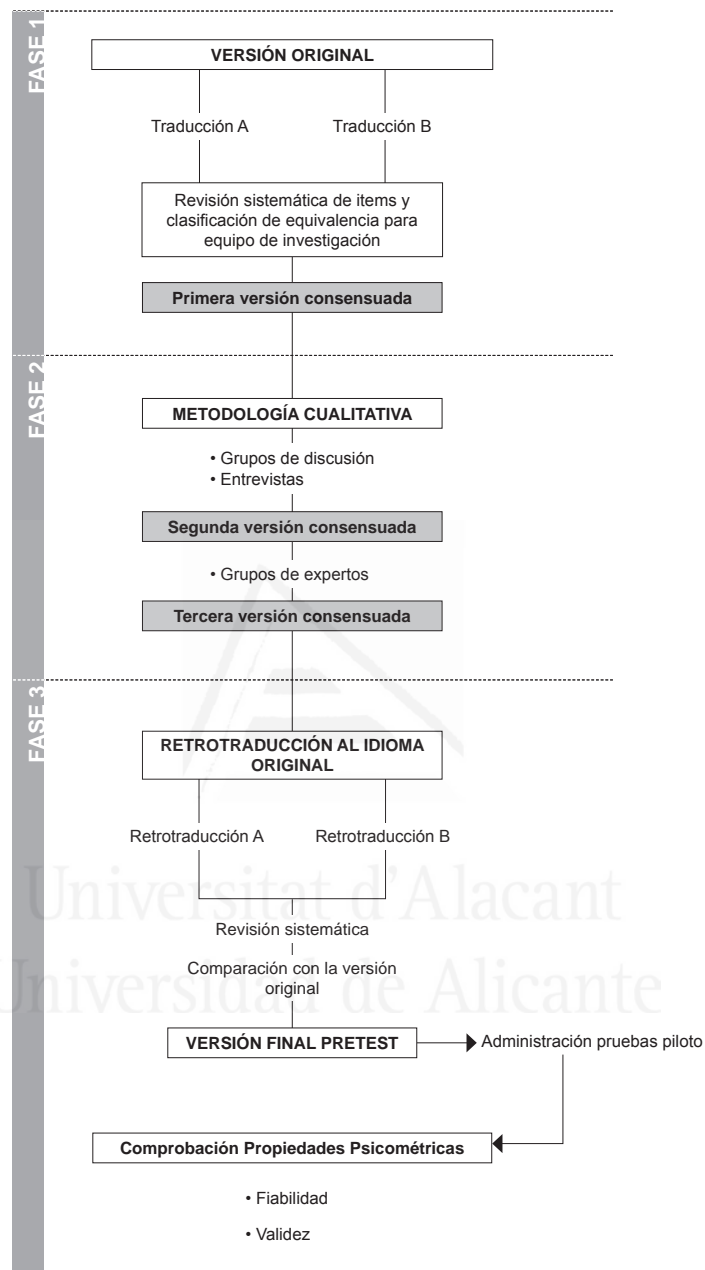 FASE 1
VERSIÓN ORIGINAL
Traducción A
Traducción B
Revisión sistemática de items y
clasificación de equivalencia para
equipo de investigación
Primera versión consensuada
FASE 2
METODOLOGÍA CUALITATIVA
• Grupos de discusión
• Entrevistas
Segunda versión consensuada
• Grupos de expertos
Tercera versión consensuada
FASE 3
RETROTRADUCCIÓN AL IDIOMA
ORIGINAL
Retrotraducción A
Retrotraducción B
Universitat d'Alacant
Revisión sistemática
Comparación con la versión
original
Universidad de Alicante
VERSIÓN FINAL PRETEST
Administración pruebas piloto
Comprobación Propiedades Psicométricas
• Fiabilidad
• Validez